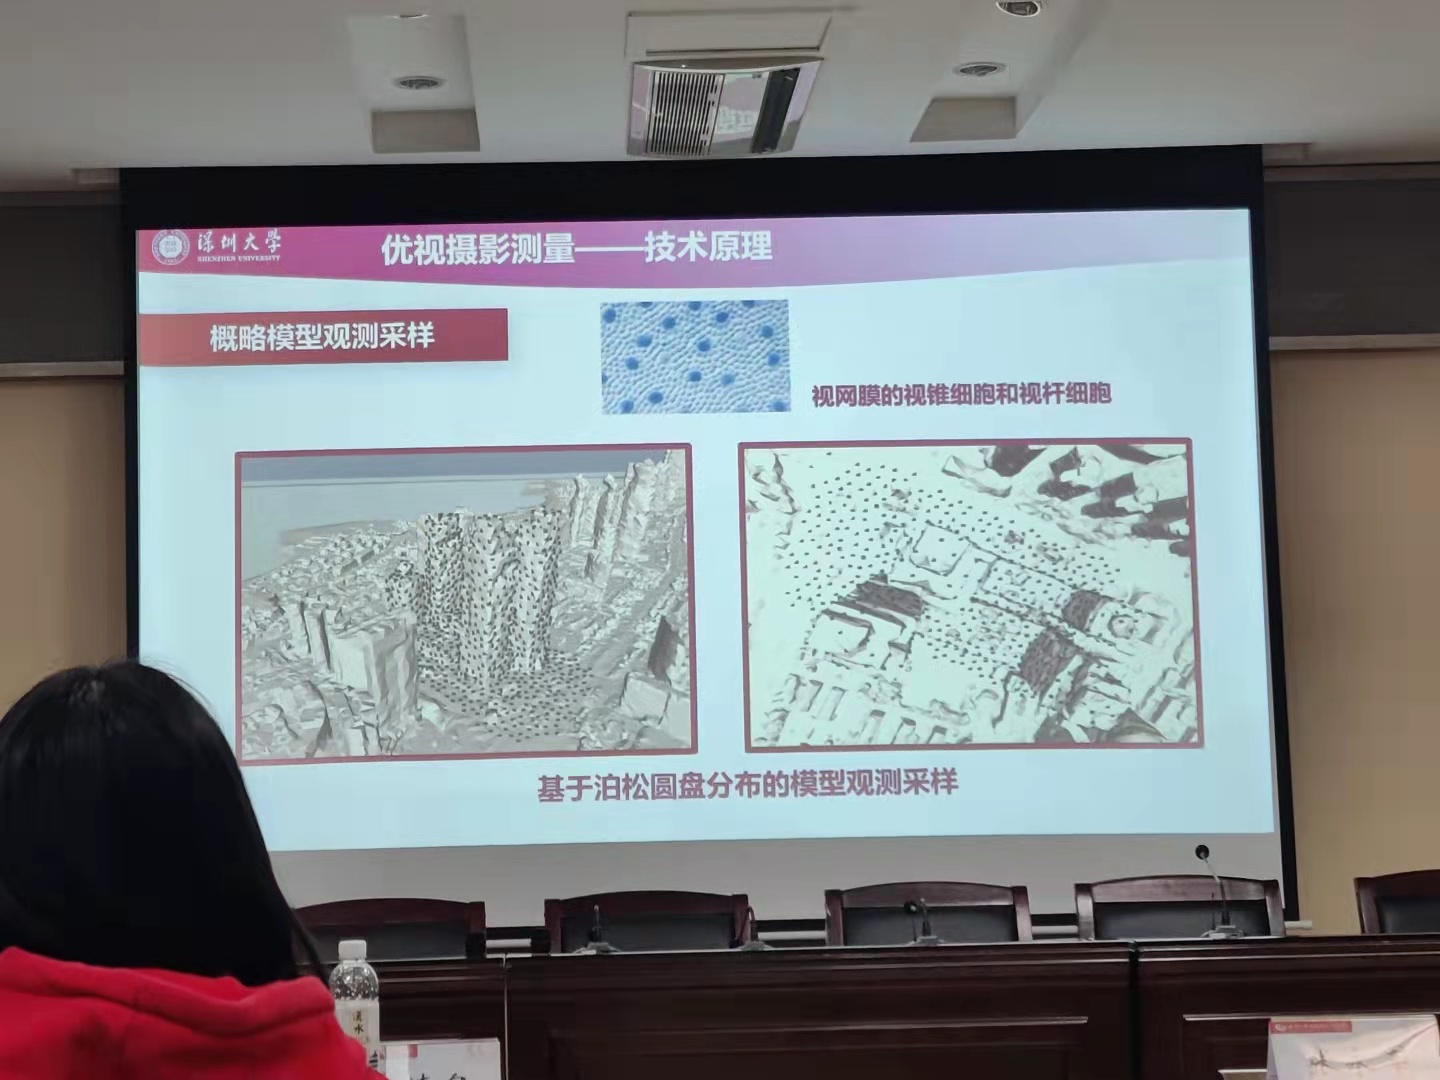 深圳大学
SHENZHEN UNIVERSITY
优视摄影测量——技术原理
概略模型观测采样
视网膜的视锥细胞和视杆细胞
基于泊松圆盘分布的模型观测采样